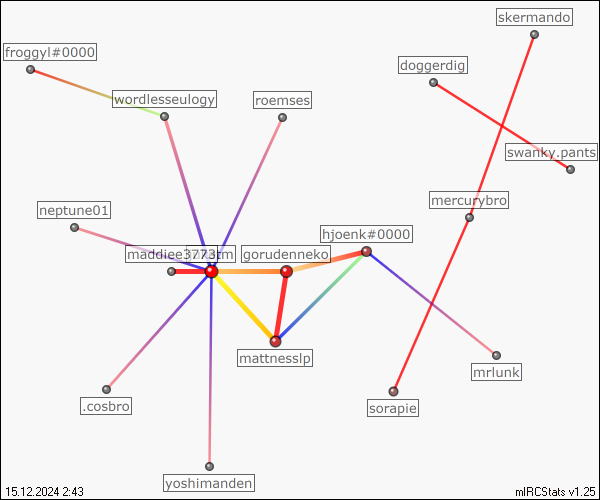 skermando
froggyl#0000
doggerdig
wordlesseulogy
roemses
swanky.pants
mercurybro
neptune01
hjoenk#0000
maddiee3773
gorudenneko
mattnesslp
mrlunk
.cosbro
sorapie
yoshimanden
15.12.2024 2:43
mIRCStats v1.25